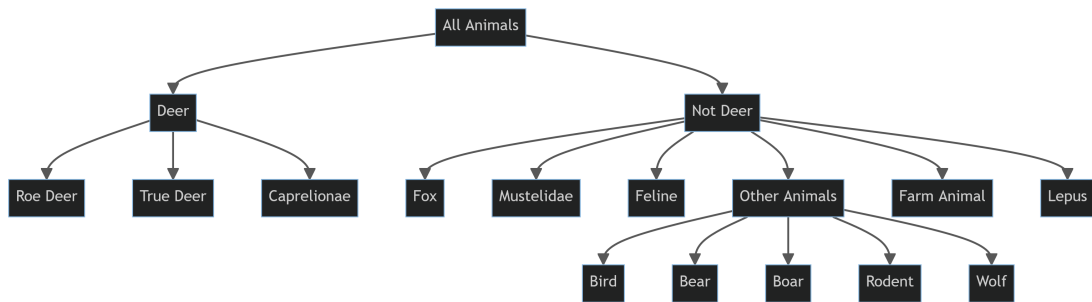 All Animals
Deer
Not Deer
Roe Deer
True Deer
Caprelionae
Fox
Mustelidae
Feline
Other Animals
Farm Animal
Lepus
Bird
Bear
Boar
Rodent
Wolf